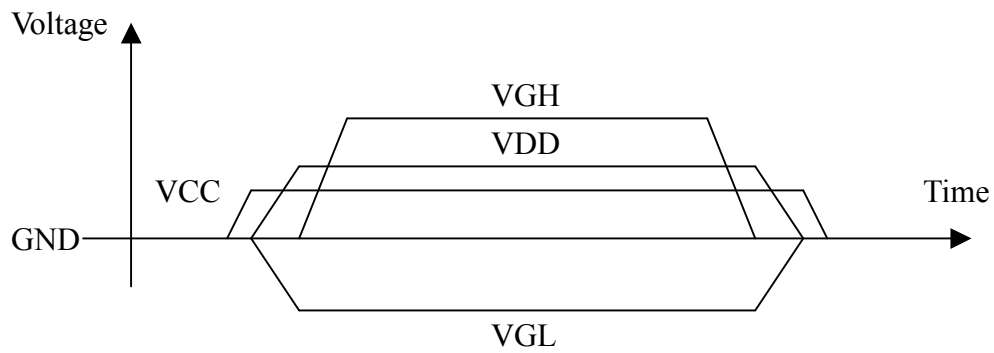 Voltage
VGH
VDD
VCC
Time
GND
VGL